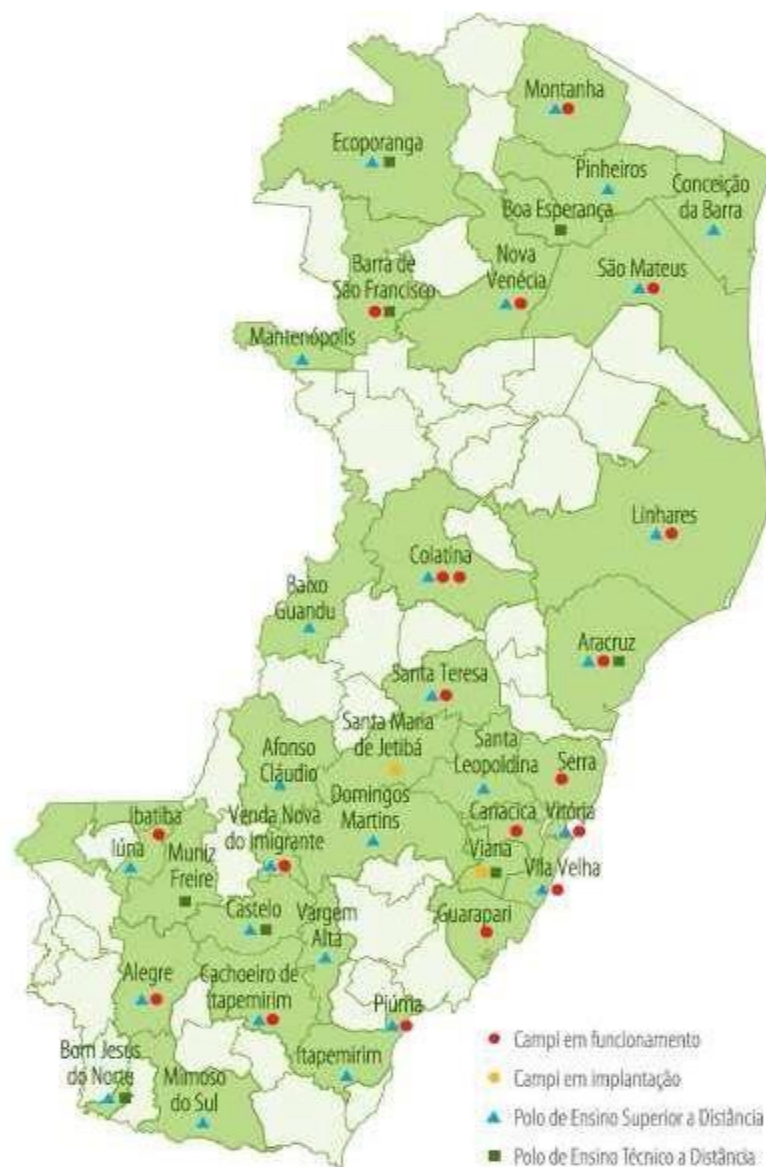 Montanha
Ecoporanga
Pinheiros
Conceição
da Barra
Boa Esperança
Nova
Venécia
São Mateus
Barra de
São Francisco
Mantenópolis
Linhares
Colatina
Baixo
Guandu
Aracruz
Santa Teresa
Santa Maria
de Jetibá
Santa
Leopoldina
Serra
Afonso
Cláudio
Domingos
Martins
Cariacica
Vitória
Ibatiba
Venda Nova
do Imigrante
Iúna
Muniz
Freire
Viana
Vila Velha
Castelo
Vargem
Alta
Guarapari
Alegre
Cachoeiro de
Itapemirim
Piúma
Bom Jesus
do Norte
Mimoso
do Sul
Itapemirim
Campi em funcionamento
Campi em implantação
Polo de Ensino Superior a Distância
Polo de Ensino Técnico a Distância